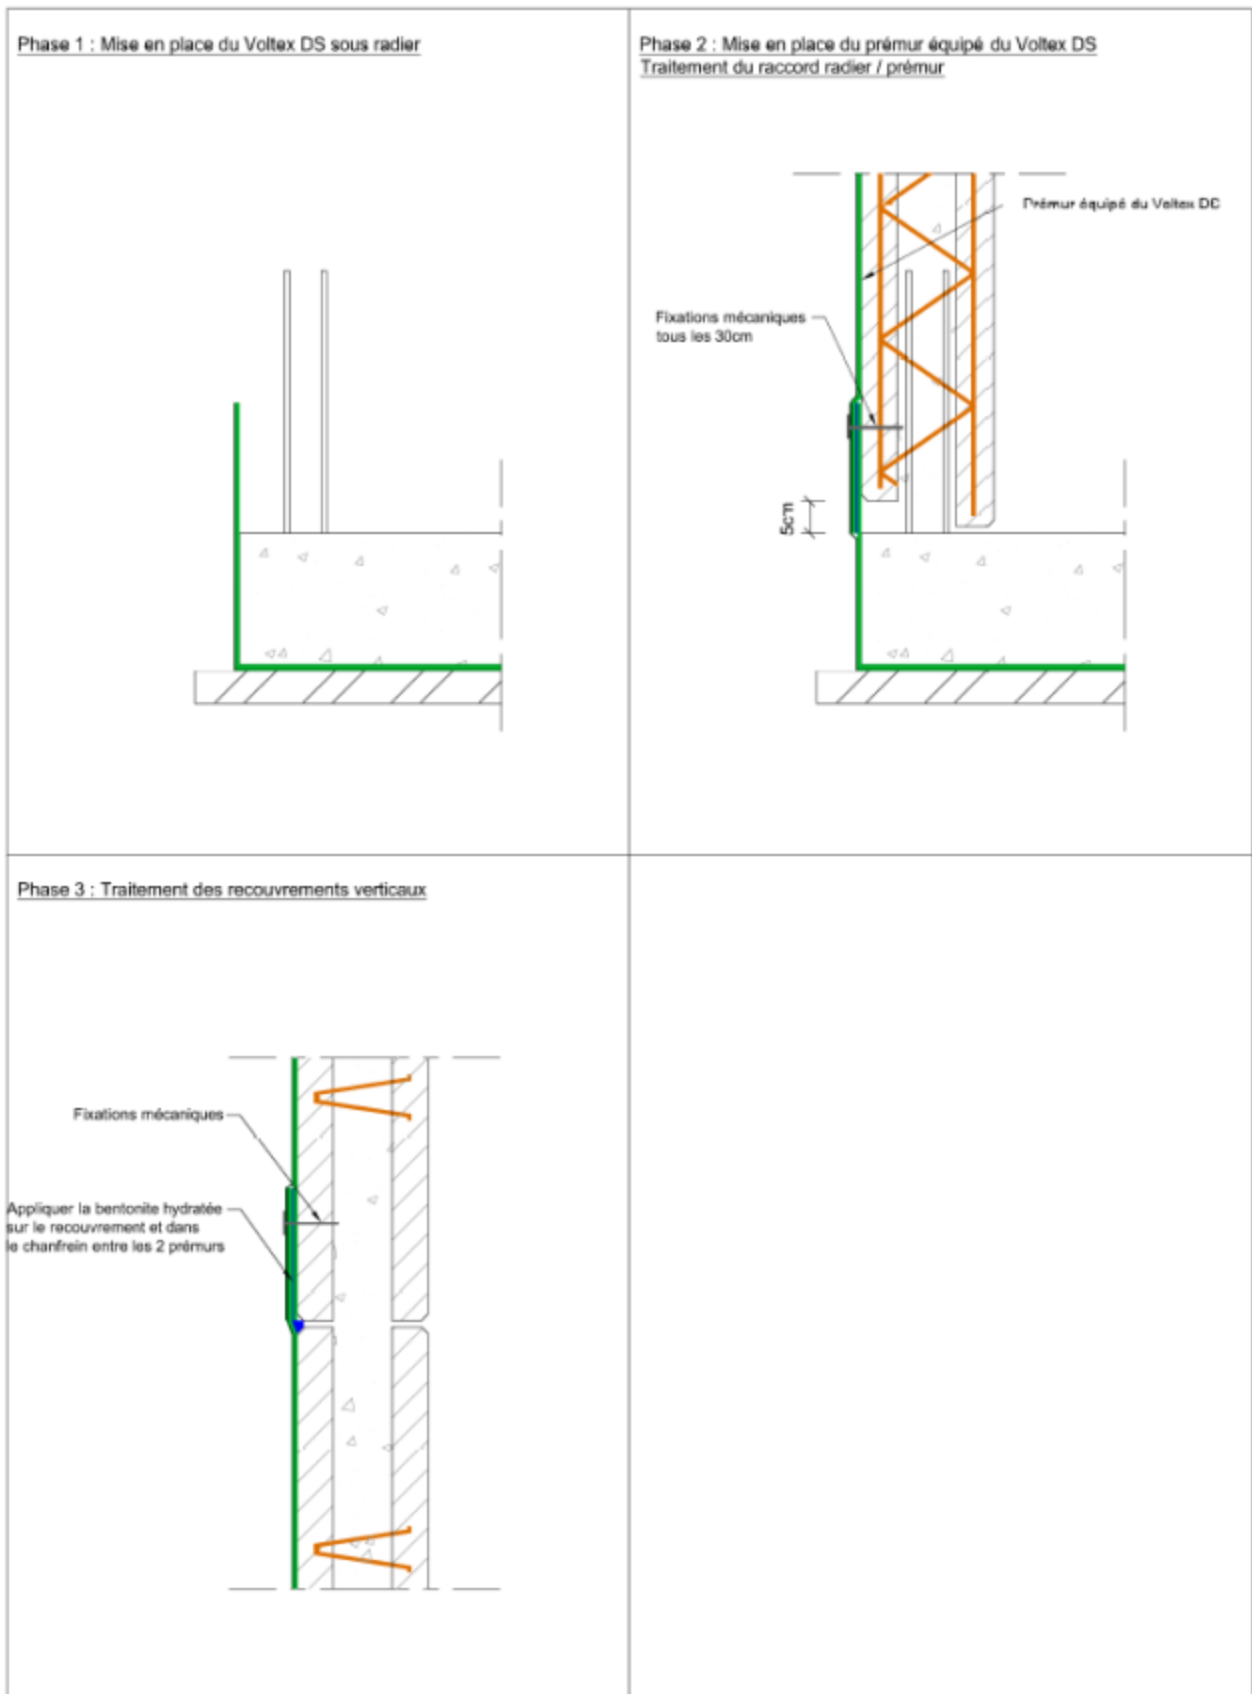 Phase 1 : Mise en place du Voltex DS sous radier
Phase 2 : Mise en place du prémur équipé du Voltex DS
Traitement du raccord radier / prémur
Prémur équipé du Voltex DS
Fixations mécaniques
tous les 30cm
5cm
Phase 3 : Traitement des recouvrements verticaux
Fixations mécaniques
Appliquer la bentonite hydratée
sur le recouvrement et dans
le chanfrein entre les 2 prémurs